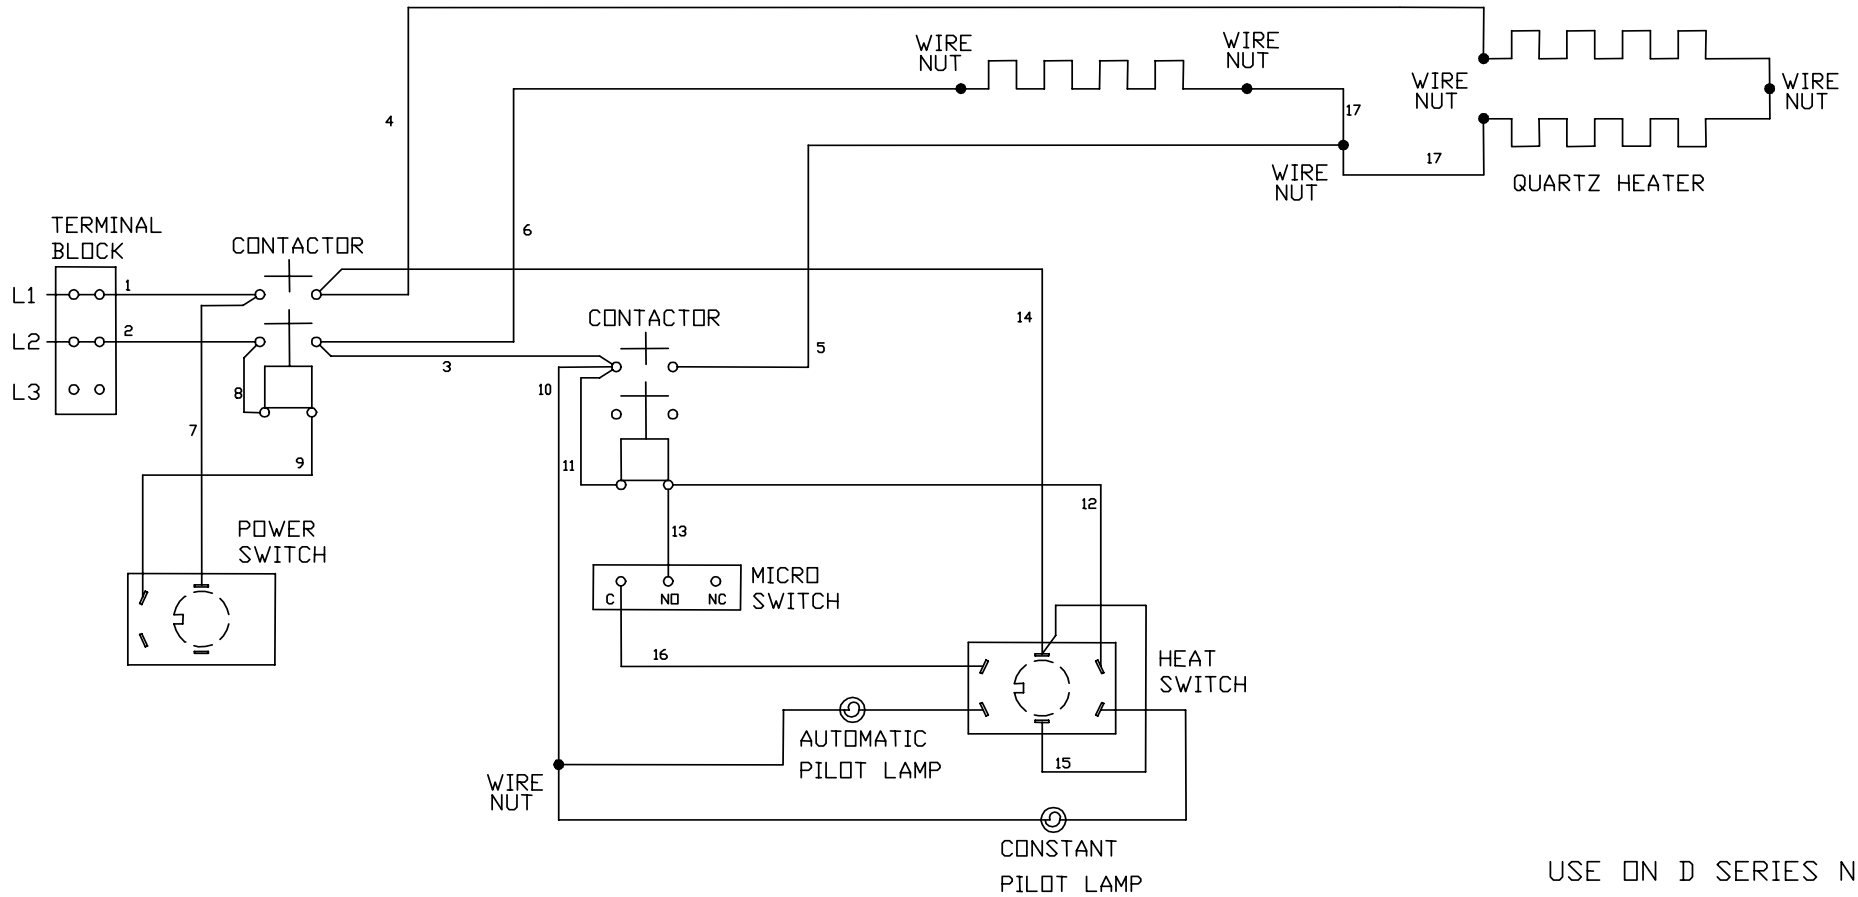 WIRE
NUT
WIRE
NUT
WIRE
NUT
WIRE
NUT
4
17
17
WIRE
NUT
QUARTZ HEATER
TERMINAL
BLOCK
CONTACTOR
6
L1
1
L2
2
L3
CONTACTOR
14
3
5
8
10
7
9
11
12
POWER
SWITCH
13
MICRO
SWITCH
C
NO
NC
16
HEAT
SWITCH
AUTOMATIC
PILOT LAMP
15
WIRE
NUT
CONSTANT
PILOT LAMP
USE ON D SERIES N